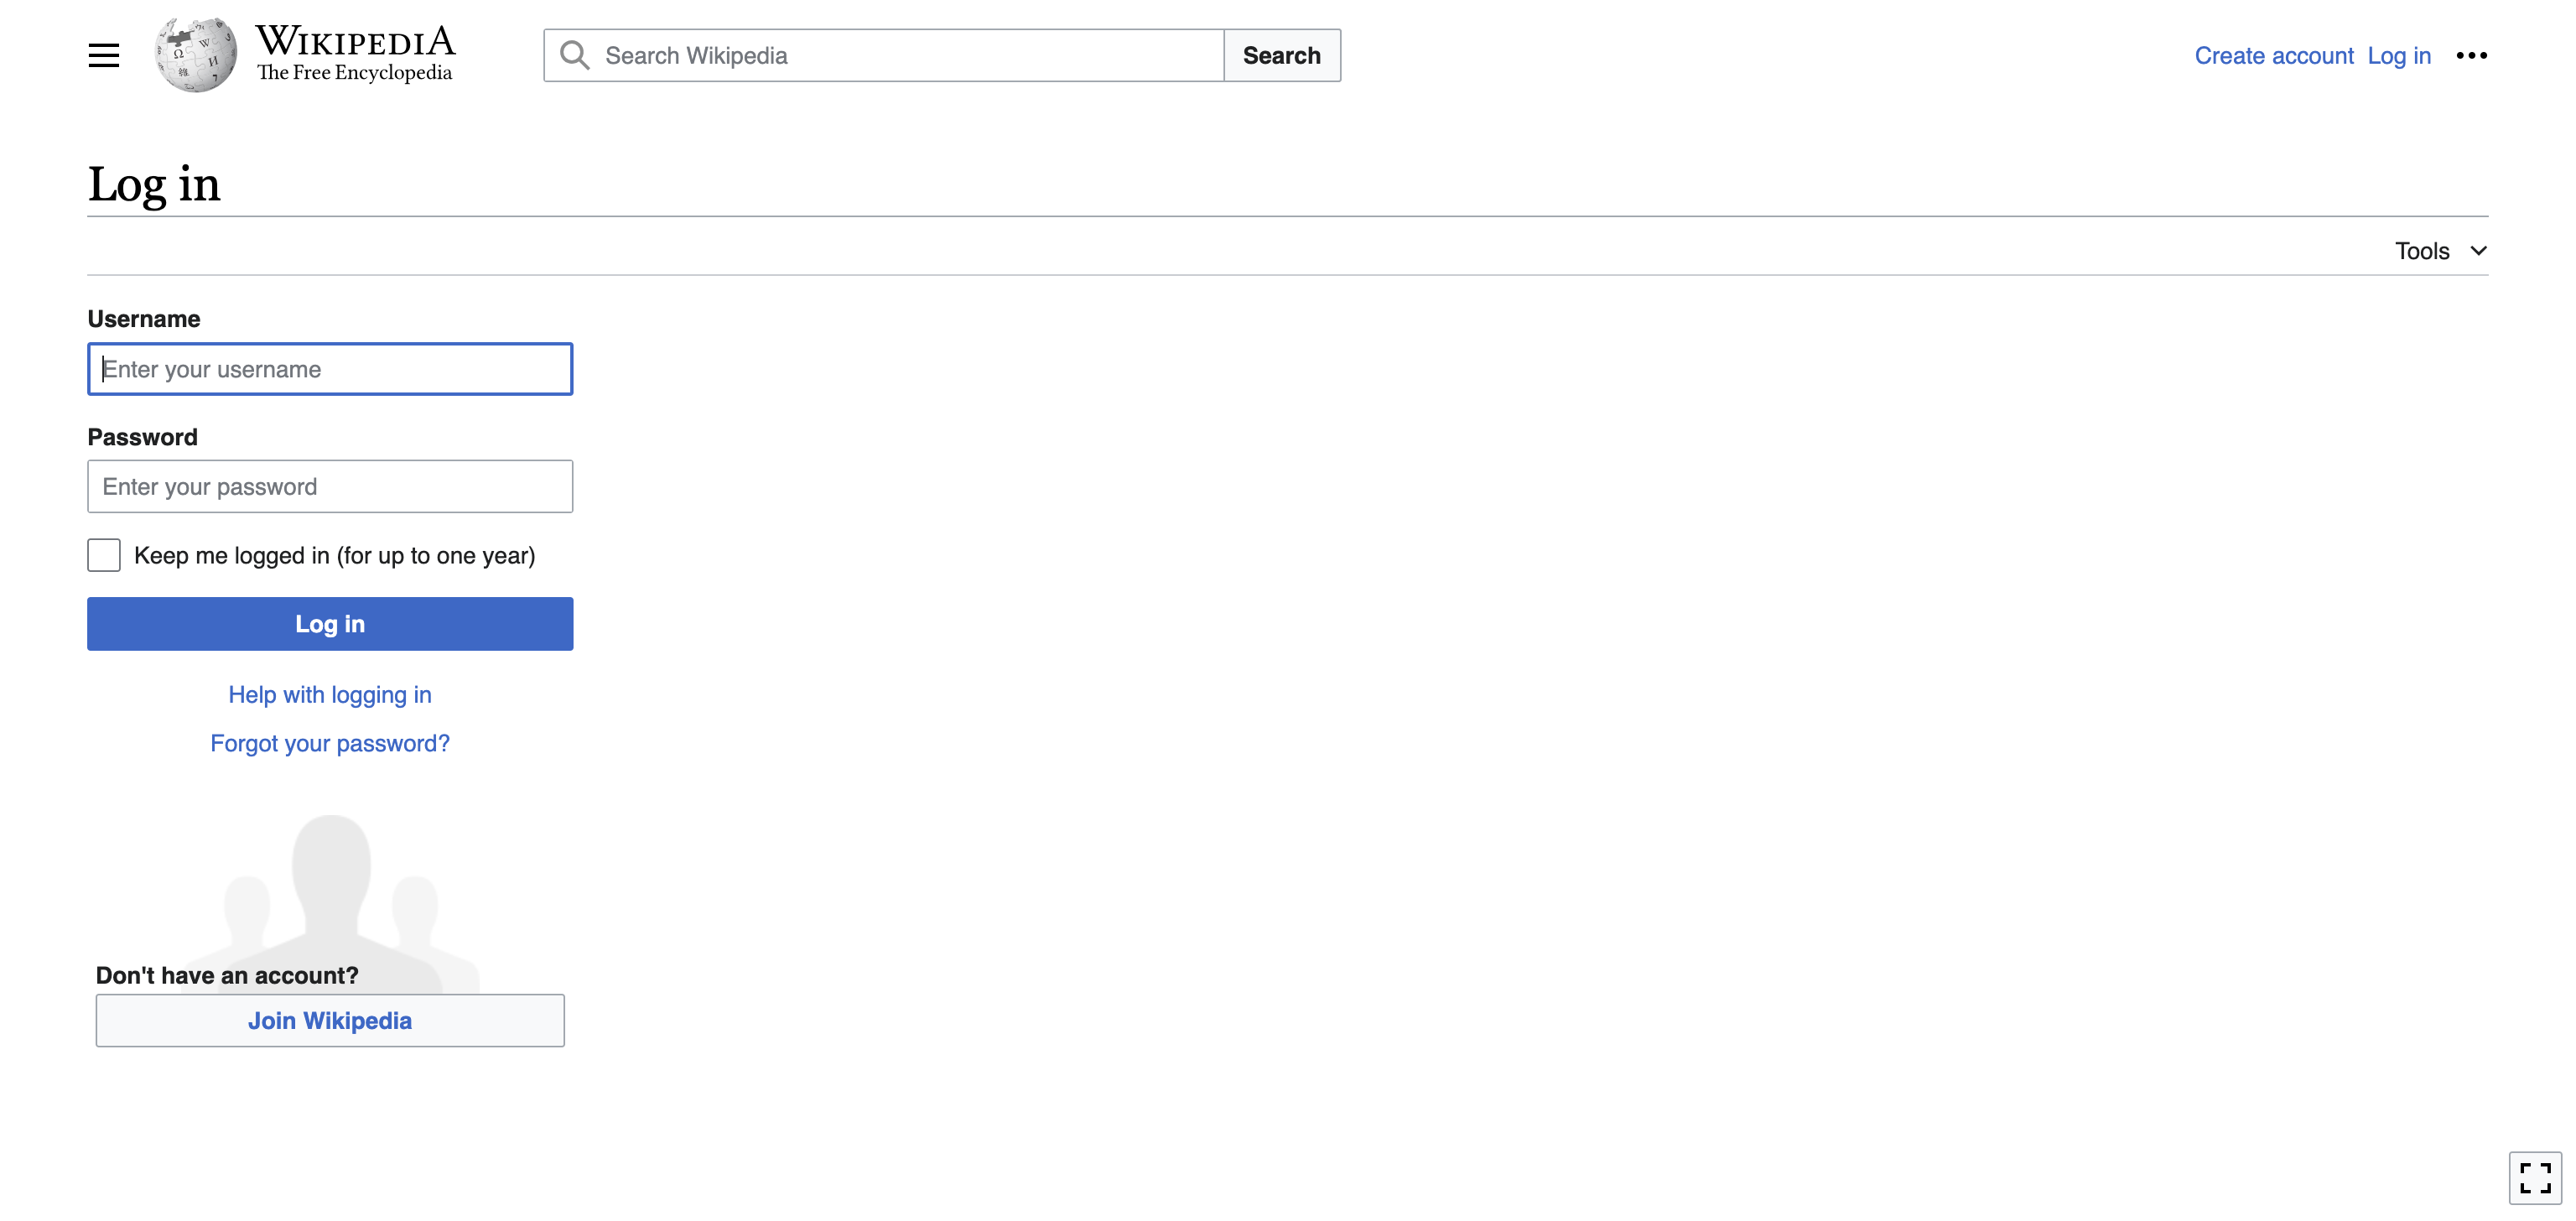 WIKIPEDIA
The Free Encyclopedia
Search Wikipedia
Search
Create account
Log in
Log in
Tools
Username
Enter your username
Password
Enter your password
Keep me logged in (for up to one year)
Log in
Help with logging in
Forgot your password?
Don't have an account?
Join Wikipedia